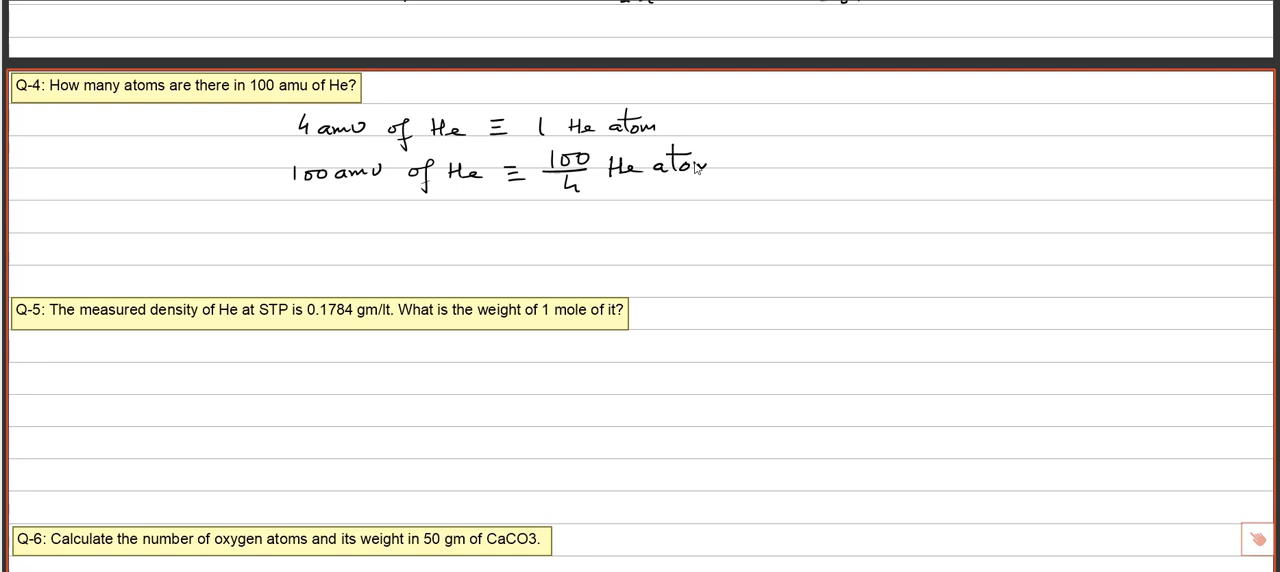 Q-4: How many atoms are there in 100 amu of He?
4 amu of He ≡ 1 He atom
100 amu of He ≡ 100/4 He atom
Q-5: The measured density of He at STP is 0.1784 gm/lt. What is the weight of 1 mole of it?
Q-6: Calculate the number of oxygen atoms and its weight in 50 gm of CaCO3.